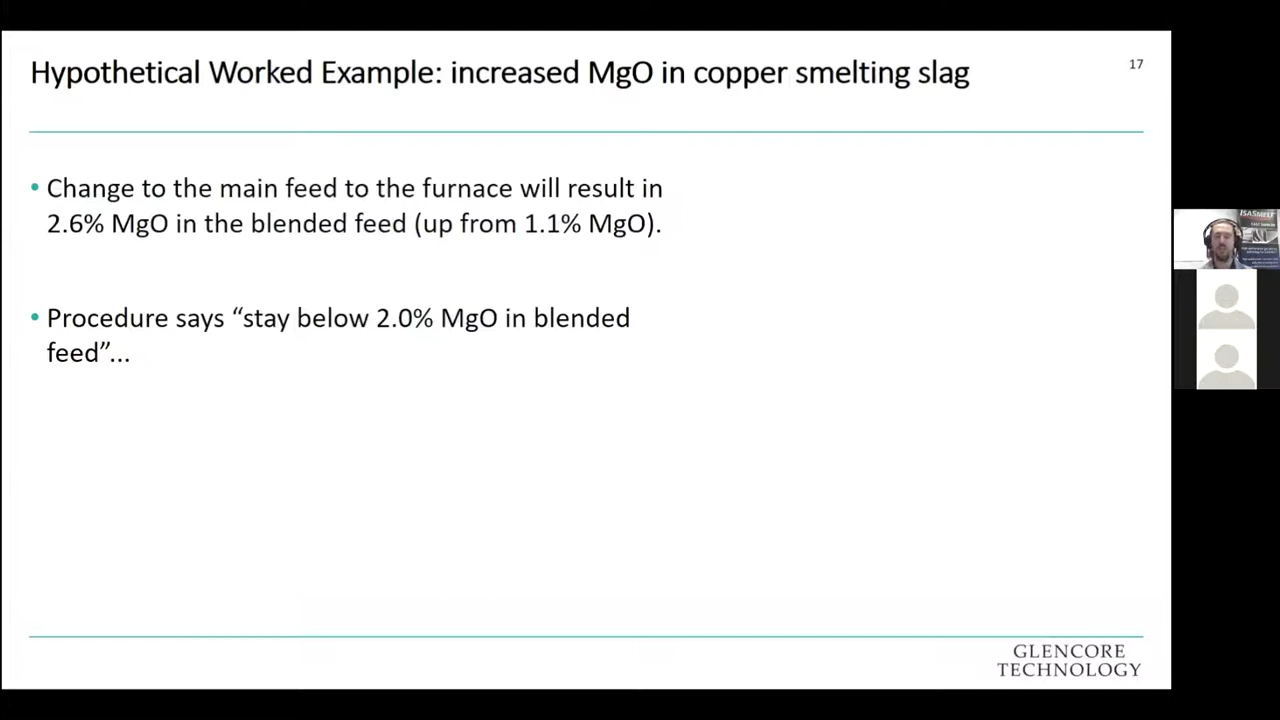 Hypothetical Worked Example: increased MgO in copper smelting slag
17
• Change to the main feed to the furnace will result in
2.6% MgO in the blended feed (up from 1.1% MgO).
• Procedure says “stay below 2.0% MgO in blended
feed”...
ISASMELT
GLENCORE
TECHNOLOGY